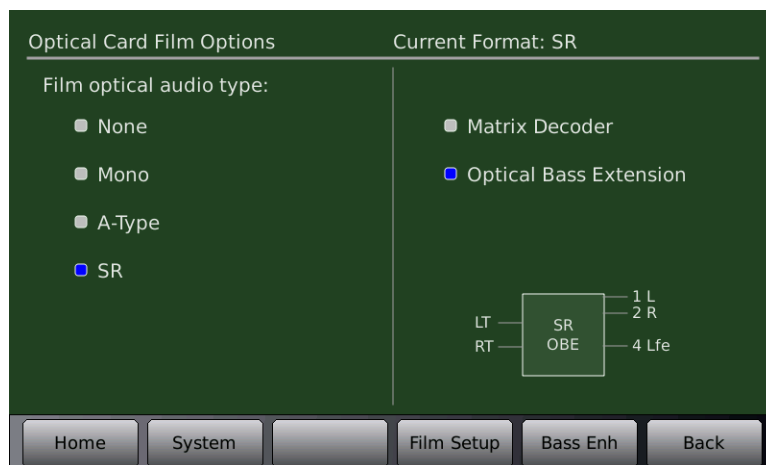 Optical Card Film Options
Current Format: SR
Film optical audio type:
None
Mono
A-Type
SR
Matrix Decoder
Optical Bass Extension
LT
RT
SR
OBE
1 L
2 R
4 Lfe
Home
System
Film Setup
Bass Enh
Back